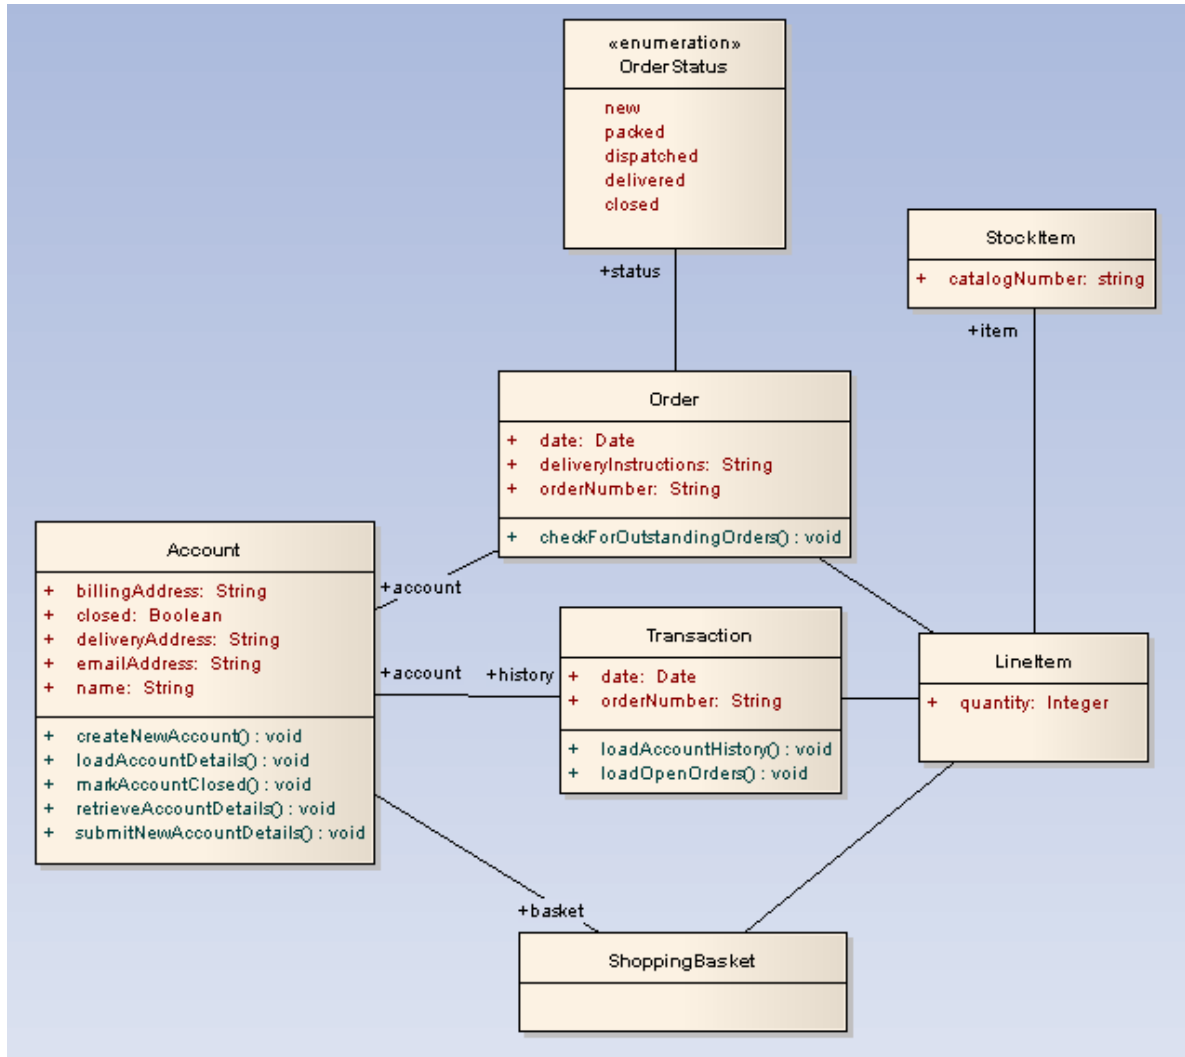 «enumeration»
OrderStatus
new
packed
dispatched
delivered
closed
+status
StockItem
+ catalogNumber: string
+item
Order
+ date: Date
+ deliveryInstructions: String
+ orderNumber: String
+ checkForOutstandingOrders() : void
Account
+ billingAddress: String
+ closed: Boolean
+ deliveryAddress: String
+ emailAddress: String
+ name: String
+ createNewAccount() : void
+ loadAccountDetails() : void
+ markAccountClosed() : void
+ retrieveAccountDetails() : void
+ submitNewAccountDetails() : void
+account
+account
+history
Transaction
+ date: Date
+ orderNumber: String
+ loadAccountHistory() : void
+ loadOpenOrders() : void
LineItem
+ quantity: Integer
+basket
ShoppingBasket